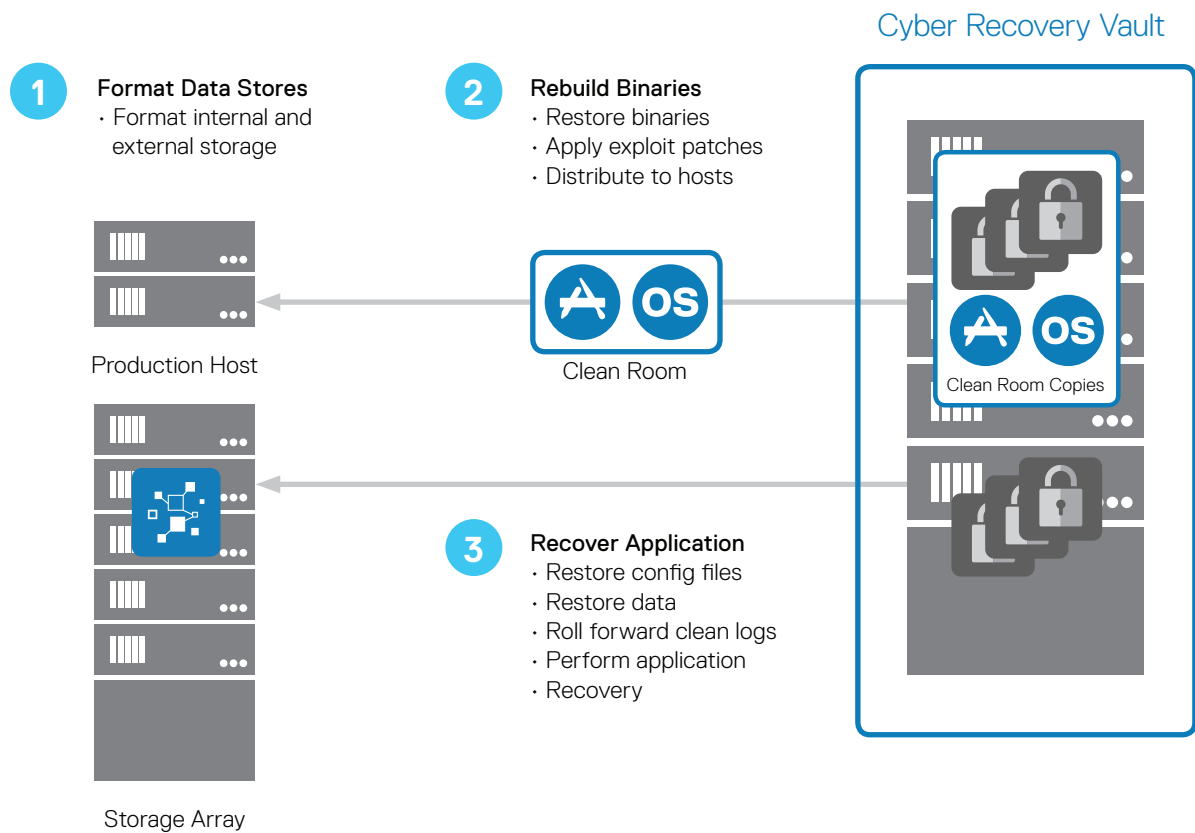 Cyber Recovery Vault
1
Format Data Stores
· Format internal and
external storage
2
Rebuild Binaries
· Restore binaries
· Apply exploit patches
· Distribute to hosts
OS
Clean Room
OS
Clean Room Copies
Production Host
3
Recover Application
· Restore config files
· Restore data
· Roll forward clean logs
· Perform application
· Recovery
Storage Array